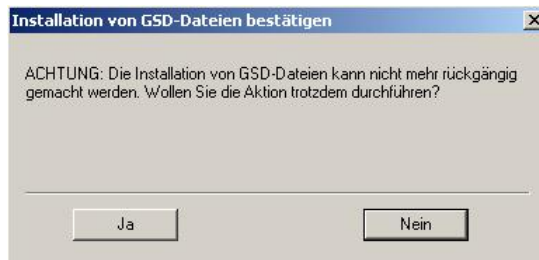 Installation von GSD-Dateien bestätigen
ACHTUNG: Die Installation von GSD-Dateien kann nicht mehr rückgängig
gemacht werden. Wollen Sie die Aktion trotzdem durchführen?
Ja
Nein